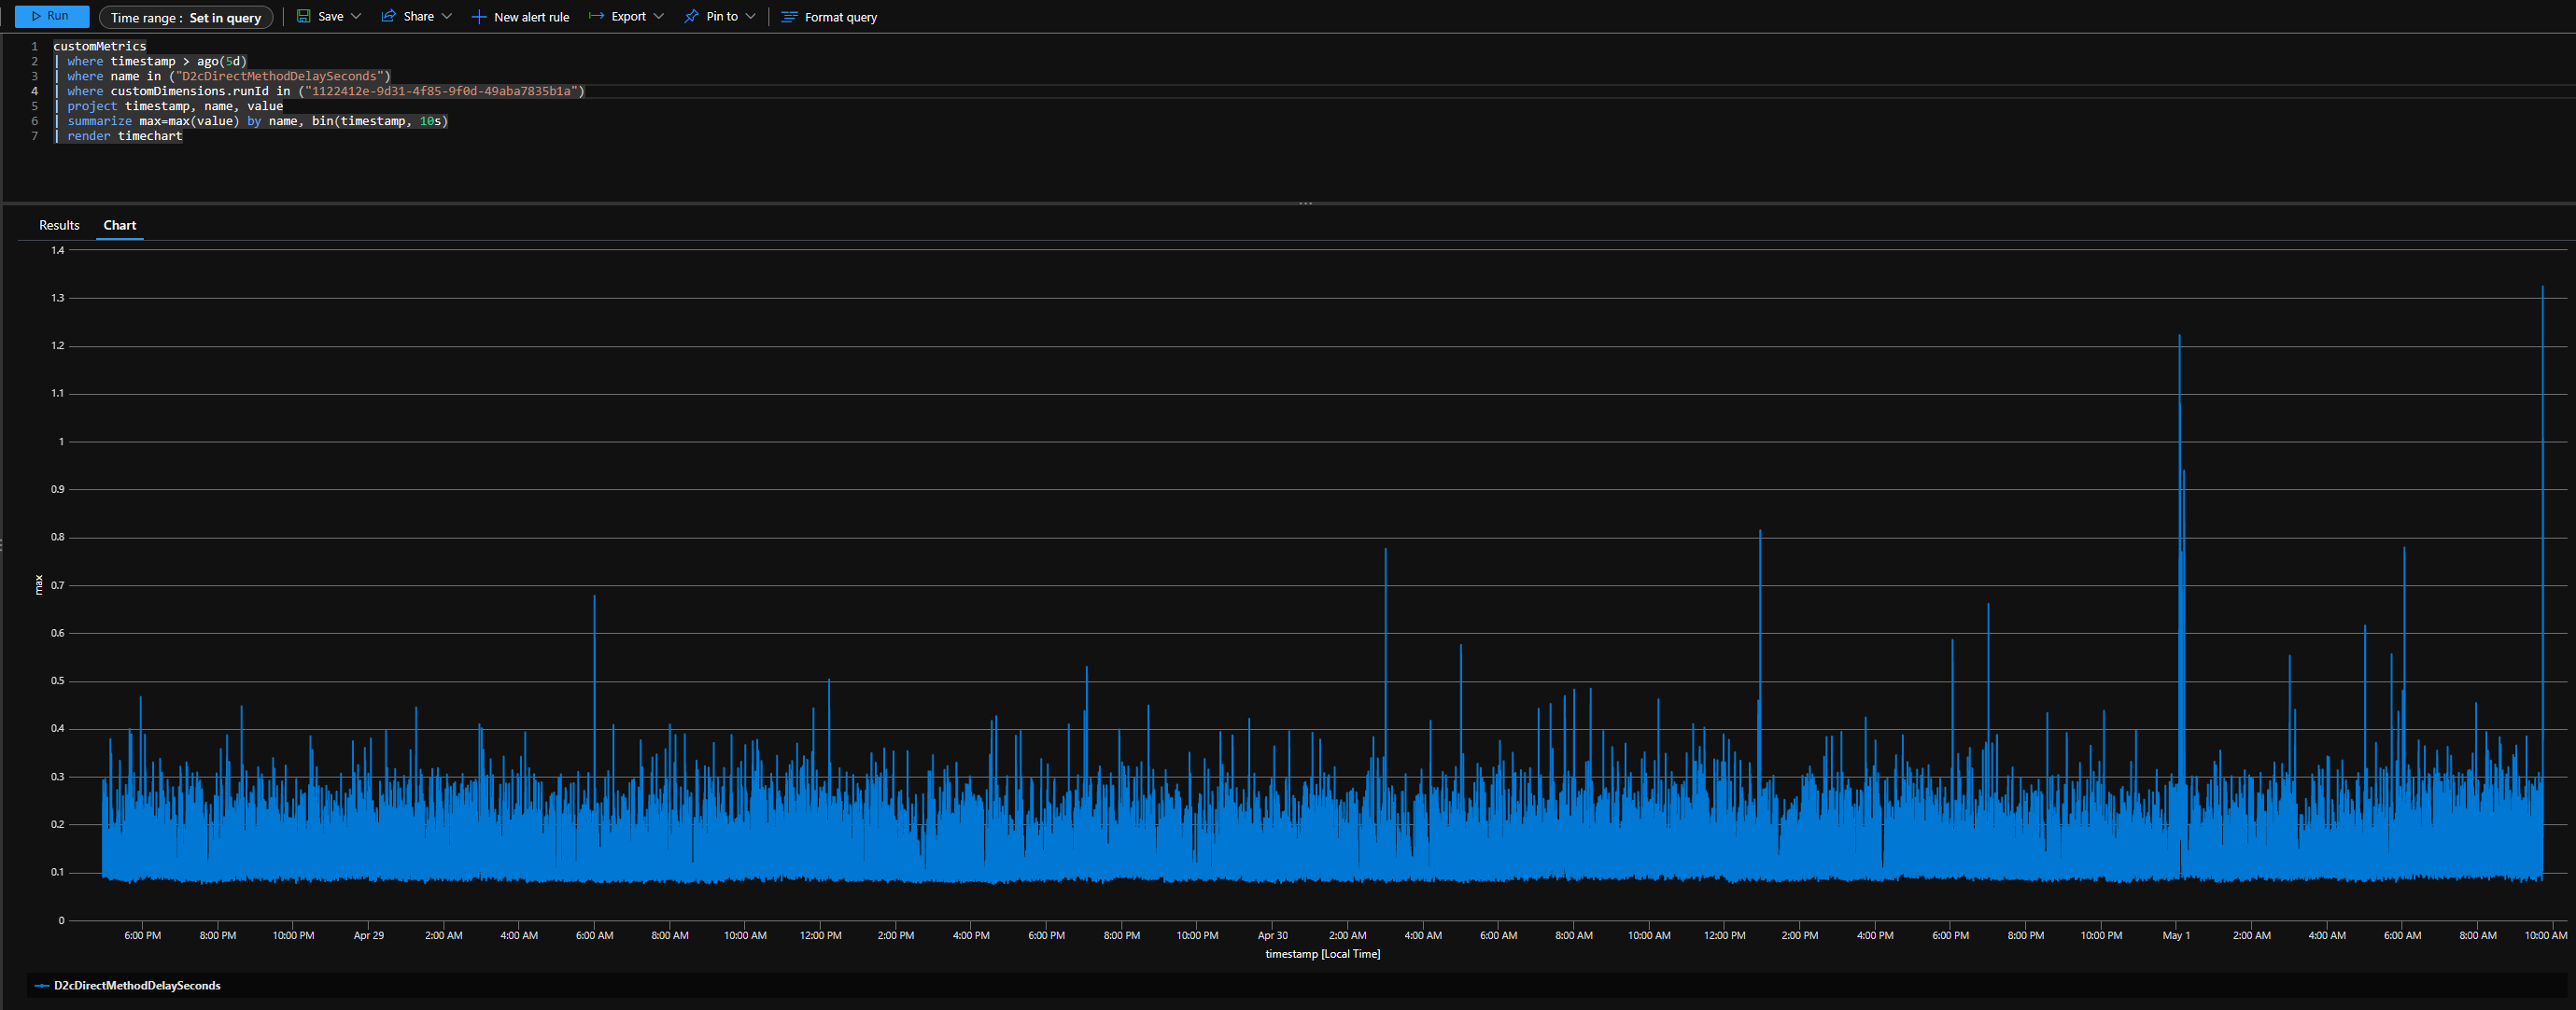 Run Time range : Set in query Save Share New alert rule Export Pin to Format query
1 customMetrics
2 | where timestamp > ago(5d)
3 | where name in ("D2cDirectMethodDelaySeconds")
4 | where customDimensions.runId in ("1122412e-9d31-4f85-9f0d-49aba7835b1a")
5 | project timestamp, name, value
6 | summarize max=max(value) by name, bin(timestamp, 10s)
7 | render timechart
Results Chart
1.4
1.3
1.2
1.1
1
0.9
0.8
0.7
0.6
0.5
0.4
0.3
0.2
0.1
0
max
6:00 PM 8:00 PM 10:00 PM Apr 29 2:00 AM 4:00 AM 6:00 AM 8:00 AM 10:00 AM 12:00 PM 2:00 PM 4:00 PM 6:00 PM 8:00 PM 10:00 PM Apr 30 2:00 AM 4:00 AM 6:00 AM 8:00 AM 10:00 AM 12:00 PM 2:00 PM 4:00 PM 6:00 PM 8:00 PM 10:00 PM May 1 2:00 AM 4:00 AM 6:00 AM 8:00 AM 10:00 AM
timestamp [Local Time]
D2cDirectMethodDelaySeconds